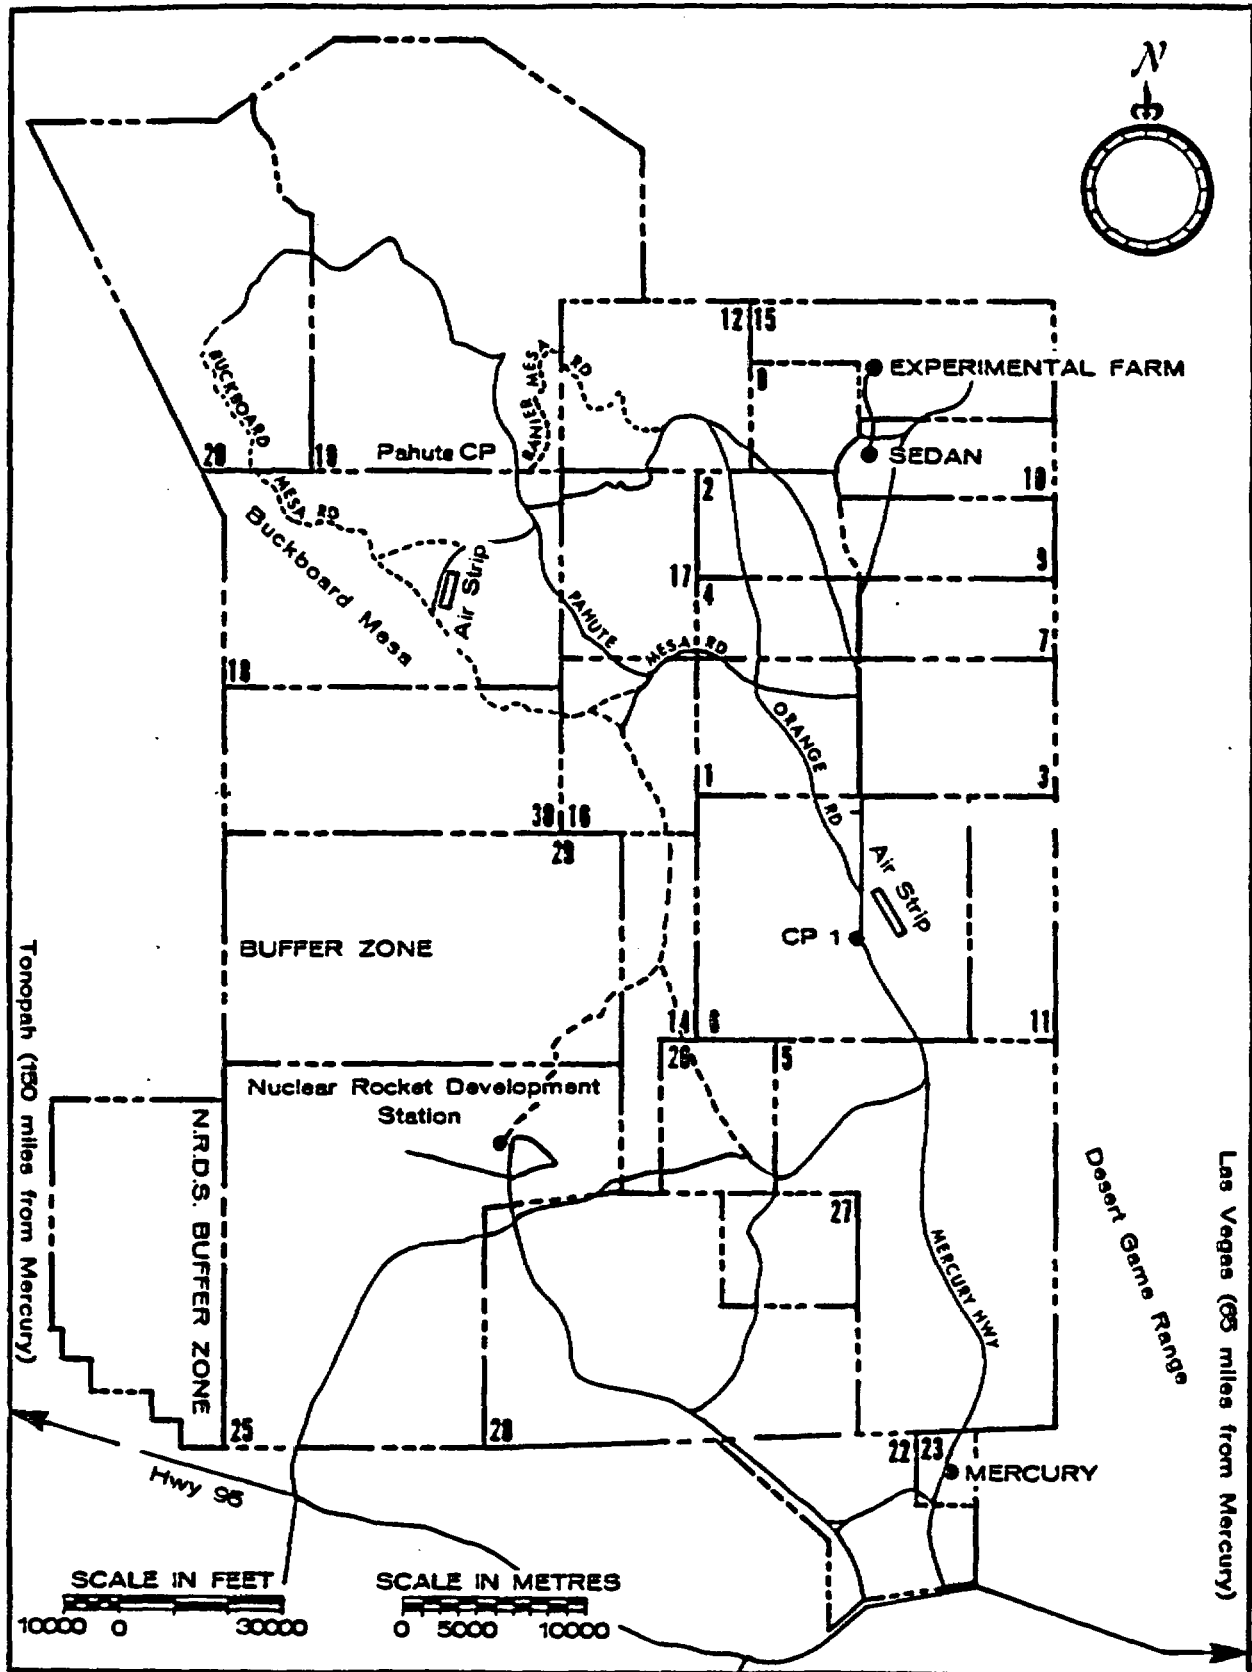 N
12 15
8
EXPERIMENTAL FARM
RANIER MES RD
BUCKBOARD
20 19
Pahute CP
SEDAN
10
MESA RD
2
Buckboard Mesa
Air Strip
9
17
4
PAHUTE
MESA RD
7
18
ORANGE
RD
1
3
30 16
29
Air Strip
CP 1
BUFFER ZONE
14 6
11
26
5
Nuclear Rocket Development
Station
N.R.D.S. BUFFER ZONE
Tonopah (150 miles from Mercury)
Las Vegas (65 miles from Mercury)
Desert Game Range
27
MERCURY HWY
25
28
22 23
MERCURY
Hwy 95
SCALE IN FEET
10000 0 30000
SCALE IN METRES
0 5000 10000